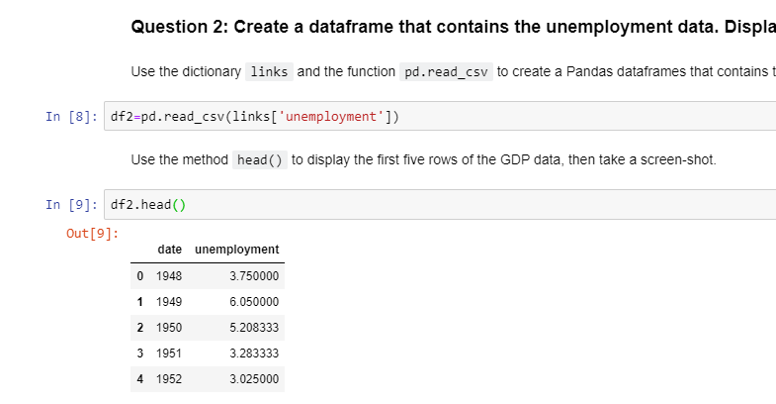 Question 2: Create a dataframe that contains the unemployment data. Displa
Use the dictionary links and the function pd.read_csv to create a Pandas dataframes that contains t
In [8]: df2=pd.read_csv(links['unemployment'])
Use the method head() to display the first five rows of the GDP data, then take a screen-shot.
In [9]: df2.head()
Out[9]:
date unemployment
0 1948 3.750000
1 1949 6.050000
2 1950 5.208333
3 1951 3.283333
4 1952 3.025000